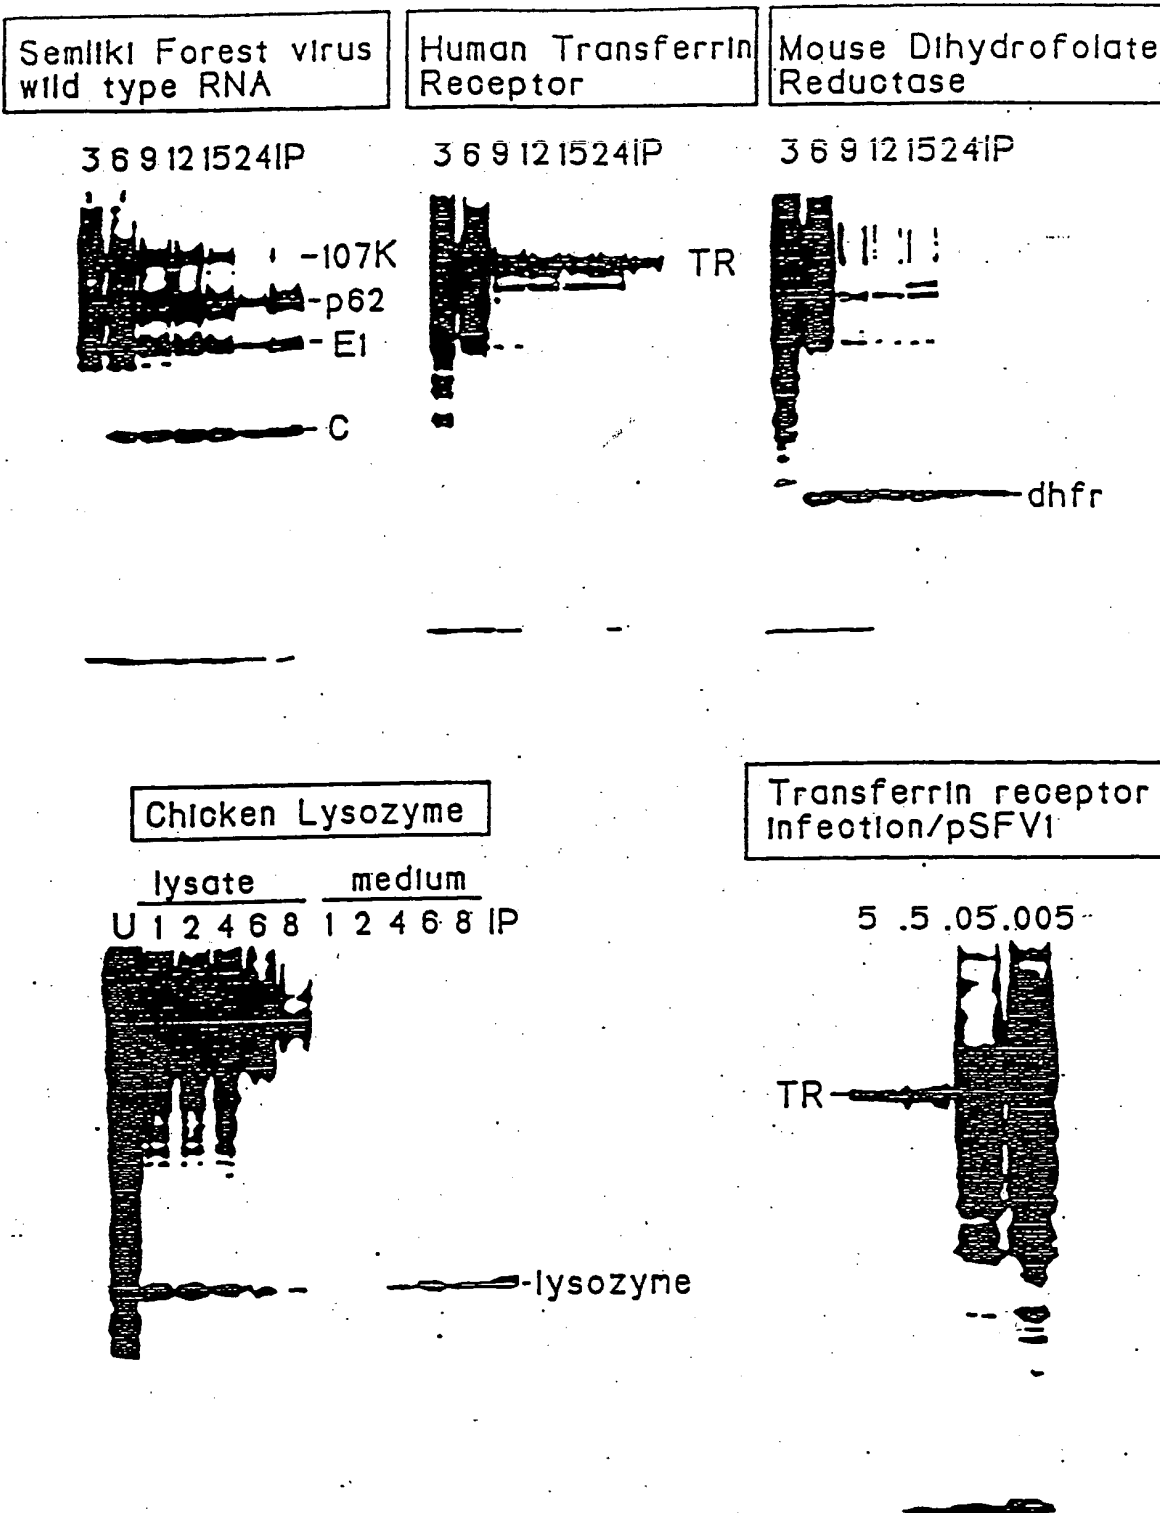 Semliki Forest virus
wild type RNA
Human Transferrin
Receptor
Mouse Dihydrofolate
Reductase
3 6 9 12 15 24 IP
3 6 9 12 15 24 IP
3 6 9 12 15 24 IP
-107K
-p62
-E1
C
TR
dhfr
Chicken Lysozyme
lysate medium
U 1 2 4 6 8 1 2 4 6 8 IP
-lysozyne
Transferrin receptor
infection/pSFV1
5 .5 .05 .005
TR